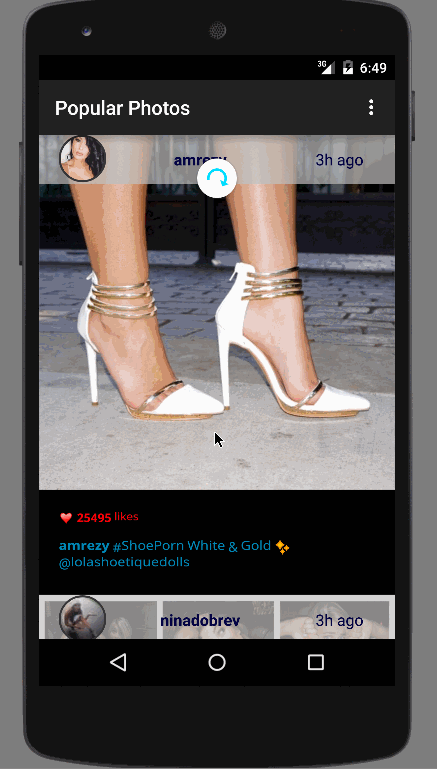 3G
6:49
Popular Photos
amrezy
3h ago
25495 likes
amrezy #ShoePorn White & Gold ✨
@lolashoetiquedolls
ninadobrev
3h ago